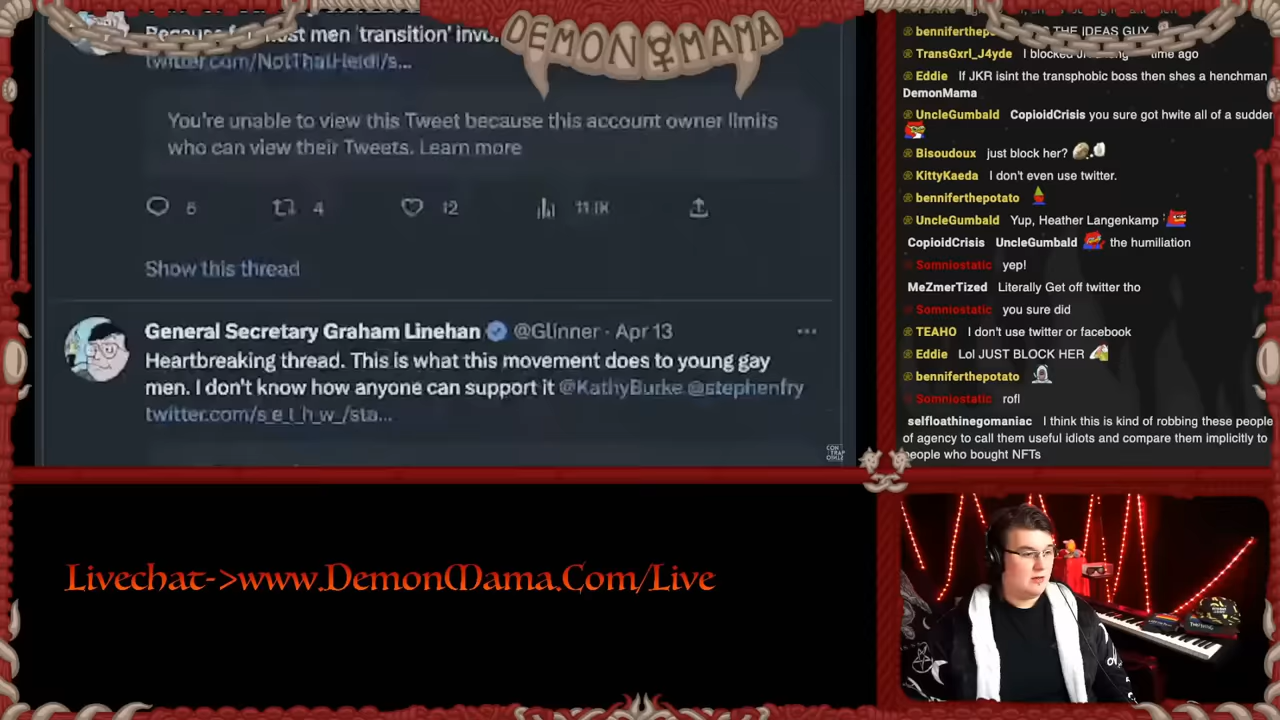 DEMON MAMA
'transition'
twitter.com/NotThatHeidi/s...
You're unable to view this Tweet because this account owner limits
who can view their Tweets. Learn more
6 4 12 11.1K
Show this thread
General Secretary Graham Linehan @Glinner · Apr 13
Heartbreaking thread. This is what this movement does to young gay
men. I don't know how anyone can support it @KathyBurke @stephenfry
twitter.com/s_e_t_h_w_/sta...
Livechat->www.DemonMama.Com/Live
THE IDEAS GUY
TransGxrl_J4yde I blocked time ago
Eddie If JKR isint the transphobic boss then shes a henchman
DemonMama
UncleGumbald CopioidCrisis you sure got hwite all of a sudden
Bisoudoux just block her?
KittyKaeda I don't even use twitter.
benniferthepotato
UncleGumbald Yup, Heather Langenkamp
CopioidCrisis UncleGumbald the humiliation
Somniostatic yep!
MeZmerTized Literally Get off twitter tho
Somniostatic you sure did
TEAHO I don't use twitter or facebook
Eddie Lol JUST BLOCK HER
benniferthepotato
Somniostatic rofl
selfloathinegomaniac I think this is kind of robbing these people
of agency to call them useful idiots and compare them implicitly to
people who bought NFTs